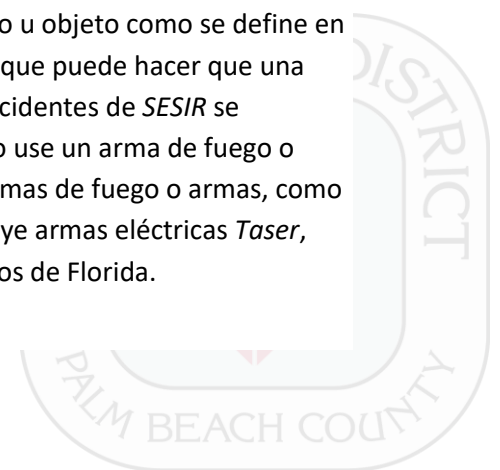 o u objeto como se define en
que puede hacer que una
cidentes de SESIR se
o use un arma de fuego o
mas de fuego o armas, como
ye armas eléctricas Taser,
os de Florida.
DISTRICT
PALM BEACH COUNTY